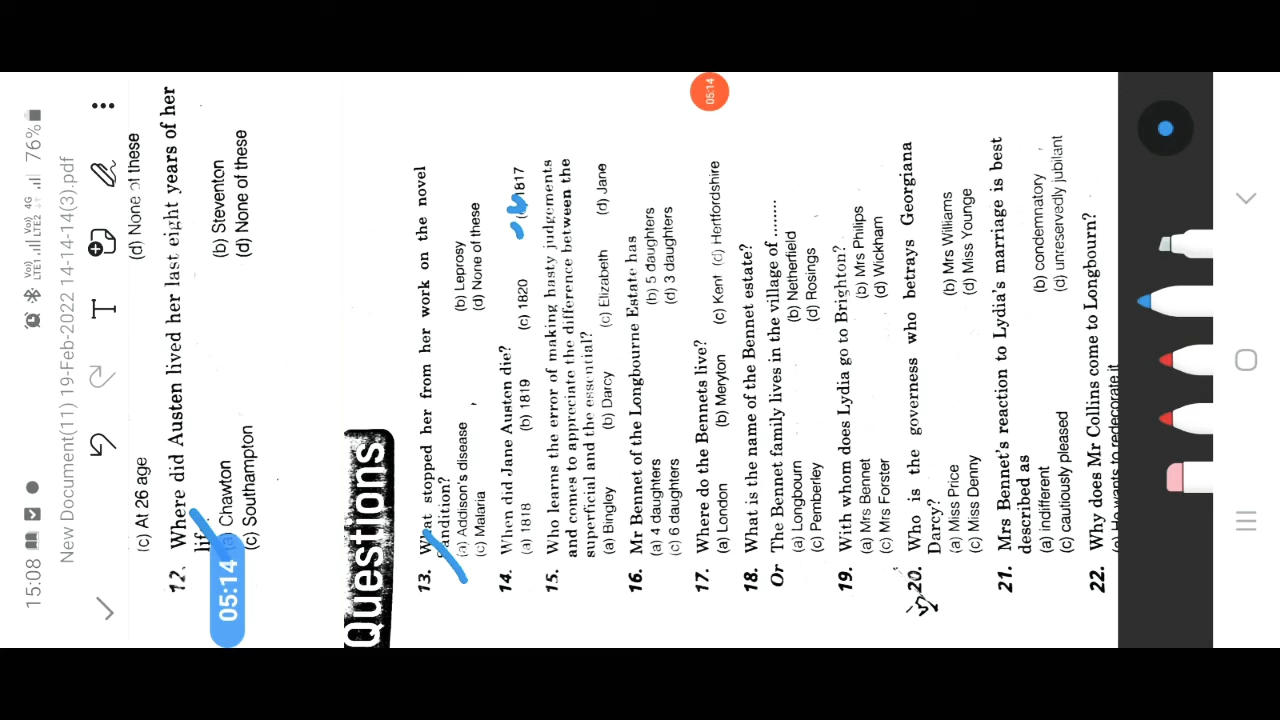 15:08
76%
New Document(11) 19-Feb-2022 14-14-14(3).pdf
(c) At 26 age
(d) None of these
12. Where did Austen lived her last eight years of her
life.
(a) Chawton
(b) Steventon
(c) Southampton
(d) None of these
05:14
Questions
13. What stopped her from her work on the novel
Sandition?
(a) Addison's disease
(b) Leprosy
(c) Malaria
(d) None of these
14. When did Jane Austen die?
(a) 1818 (b) 1819 (c) 1820 1817
15. Who learns the error of making hasty judgements
and comes to appreciate the difference between the
superficial and the essential?
(a) Bingley (b) Darcy (c) Elizabeth (d) Jane
16. Mr Bennet of the Longbourne Estate has
(a) 4 daughters (b) 5 daughters
(c) 6 daughters (d) 3 daughters
17. Where do the Bennets live?
(a) London (b) Meryton (c) Kent (c) Hertfordshire
18. What is the name of the Bennet estate?
Or The Bennet family lives in the village of .........
(a) Longbourn (b) Netherfield
(c) Pemberley (d) Rosings
19. With whom does Lydia go to Brighton?
(a) Mrs Bennet (b) Mrs Philips
(c) Mrs Forster (d) Wickham
20. Who is the governess who betrays Georgiana
Darcy?
(a) Miss Price (b) Mrs Williams
(c) Miss Denny (d) Miss Younge
21. Mrs Bennet's reaction to Lydia's marriage is best
described as
(a) indifferent (b) condemnatory
(c) cautiously pleased (d) unreservedly jubilant
22. Why does Mr Collins come to Longbourn?
He wants to redecorate it
05:14